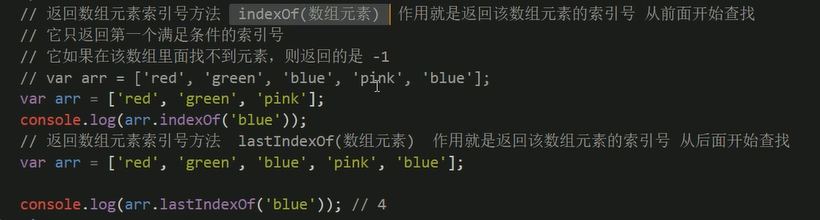 // 返回数组元素索引号方法  indexOf(数组元素)  作用就是返回该数组元素的索引号 从前面开始查找
// 它只返回第一个满足条件的索引号
// 它如果在该数组里面找不到元素，则返回的是 -1
// var arr = ['red', 'green', 'blue', 'pink', 'blue'];
var arr = ['red', 'green', 'pink'];
console.log(arr.indexOf('blue'));
// 返回数组元素索引号方法  lastIndexOf(数组元素)  作用就是返回该数组元素的索引号 从后面开始查找
var arr = ['red', 'green', 'blue', 'pink', 'blue'];
console.log(arr.lastIndexOf('blue')); // 4